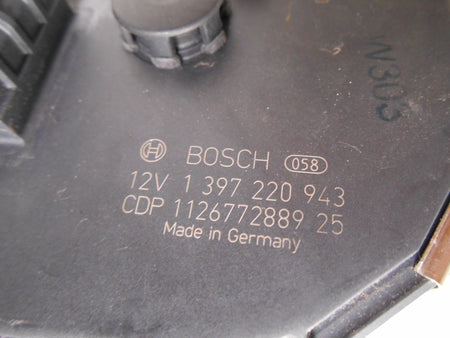 BOSCH 058
12V 1 397 220 943
CDP 1126772889 25
Made in Germany